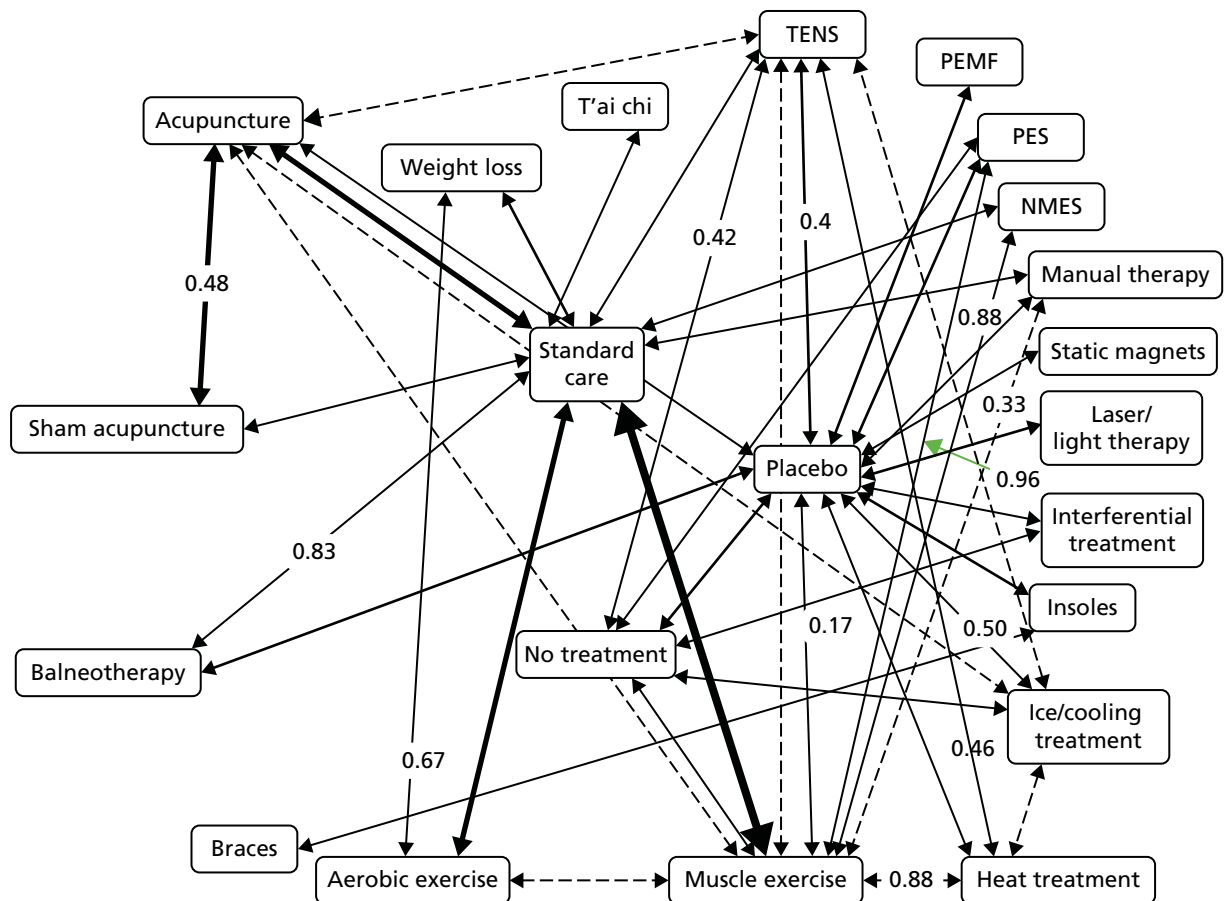 TENS
PEMF
T’ai chi
Acupuncture
PES
Weight loss
NMES
0.4
0.42
Manual therapy
0.48
0.88
Standard
care
Static magnets
0.33
Laser/
light therapy
Sham acupuncture
Placebo
0.96
Interferential
treatment
0.83
Insoles
0.17
0.50
No treatment
Balneotherapy
Ice/cooling
treatment
0.67
0.46
Braces
Aerobic exercise
Muscle exercise
0.88
Heat treatment